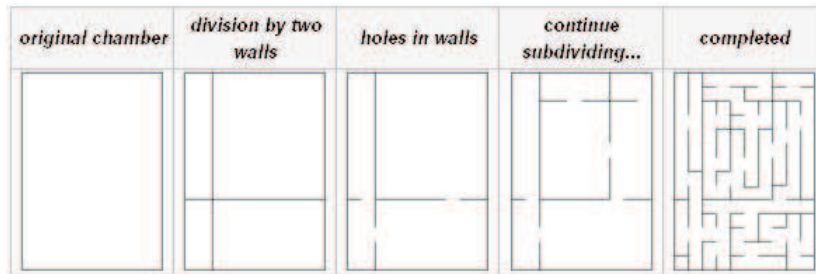 original chamber
division by two
walls
holes in walls
continue
subdividing...
completed